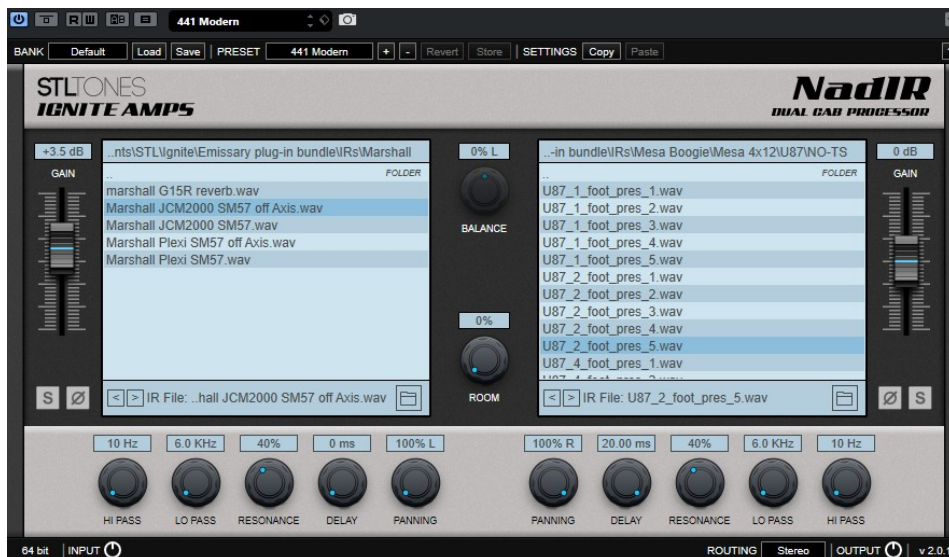 441 Modern
BANK Default Load Save PRESET 441 Modern + - Revert Store SETTINGS Copy Paste
STLTONES
IGNITE AMPS
NadIR
DUAL CAB PROCESSOR
+3.5 dB
GAIN
..nts\STL\Ignite\Emissary plug-in bundle\IRs\Marshall
.. FOLDER
marshall G15R reverb.wav
Marshall JCM2000 SM57 off Axis.wav
Marshall JCM2000 SM57.wav
Marshall Plexi SM57 off Axis.wav
Marshall Plexi SM57.wav
S Ø
< > IR File: ..hall JCM2000 SM57 off Axis.wav
0% L
BALANCE
0%
ROOM
..-in bundle\IRs\Mesa Boogie\Mesa 4x12\U87\NO-TS
.. FOLDER
U87_1_foot_pres_1.wav
U87_1_foot_pres_2.wav
U87_1_foot_pres_3.wav
U87_1_foot_pres_4.wav
U87_1_foot_pres_5.wav
U87_2_foot_pres_1.wav
U87_2_foot_pres_2.wav
U87_2_foot_pres_3.wav
U87_2_foot_pres_4.wav
U87_2_foot_pres_5.wav
U87_4_foot_pres_1.wav
< > IR File: U87_2_foot_pres_5.wav
0 dB
GAIN
Ø S
10 Hz 6.0 KHz 40% 0 ms 100% L
HI PASS LO PASS RESONANCE DELAY PANNING
100% R 20.00 ms 40% 6.0 KHz 10 Hz
PANNING DELAY RESONANCE LO PASS HI PASS
64 bit INPUT ROUTING Stereo OUTPUT v 2.0.